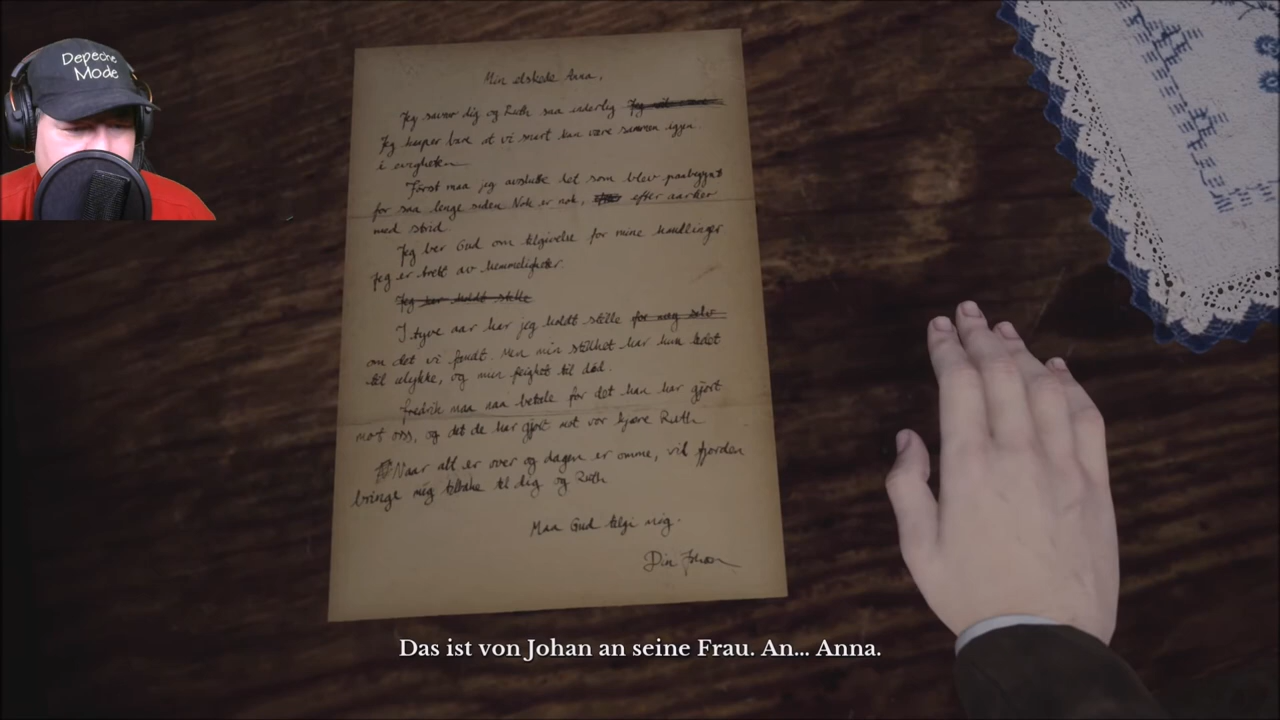 Depeche
Mode
Min elskede Anna,
Jeg savner dig og Ruth saa inderlig
Jeg haaper bare at vi snart kan være sammen igjen.
i evigheten
Först maa jeg avslutte det som blev paabegynt
for saa lenge siden. Nok er nok, efter aarker
med strid.
Jeg ber Gud om tilgivelse for mine handlinger
Jeg er trett av hemmeligheter.
Jeg har holdt stille
I tyve aar har jeg holdt stille for meg selv
om det vi fandt. Men min stilhet har kun ledet
til ulykke, og min feighet til død.
Fredrik maa naa betale for det han har gjort
mot oss, og det de har gjort mot vor kjære Ruth
Naar alt er over og dagen er omme, vil fjorden
bringe mig tilbake til dig og Ruth
Maa Gud tilgi mig.
Din Johan
Das ist von Johan an seine Frau. An... Anna.